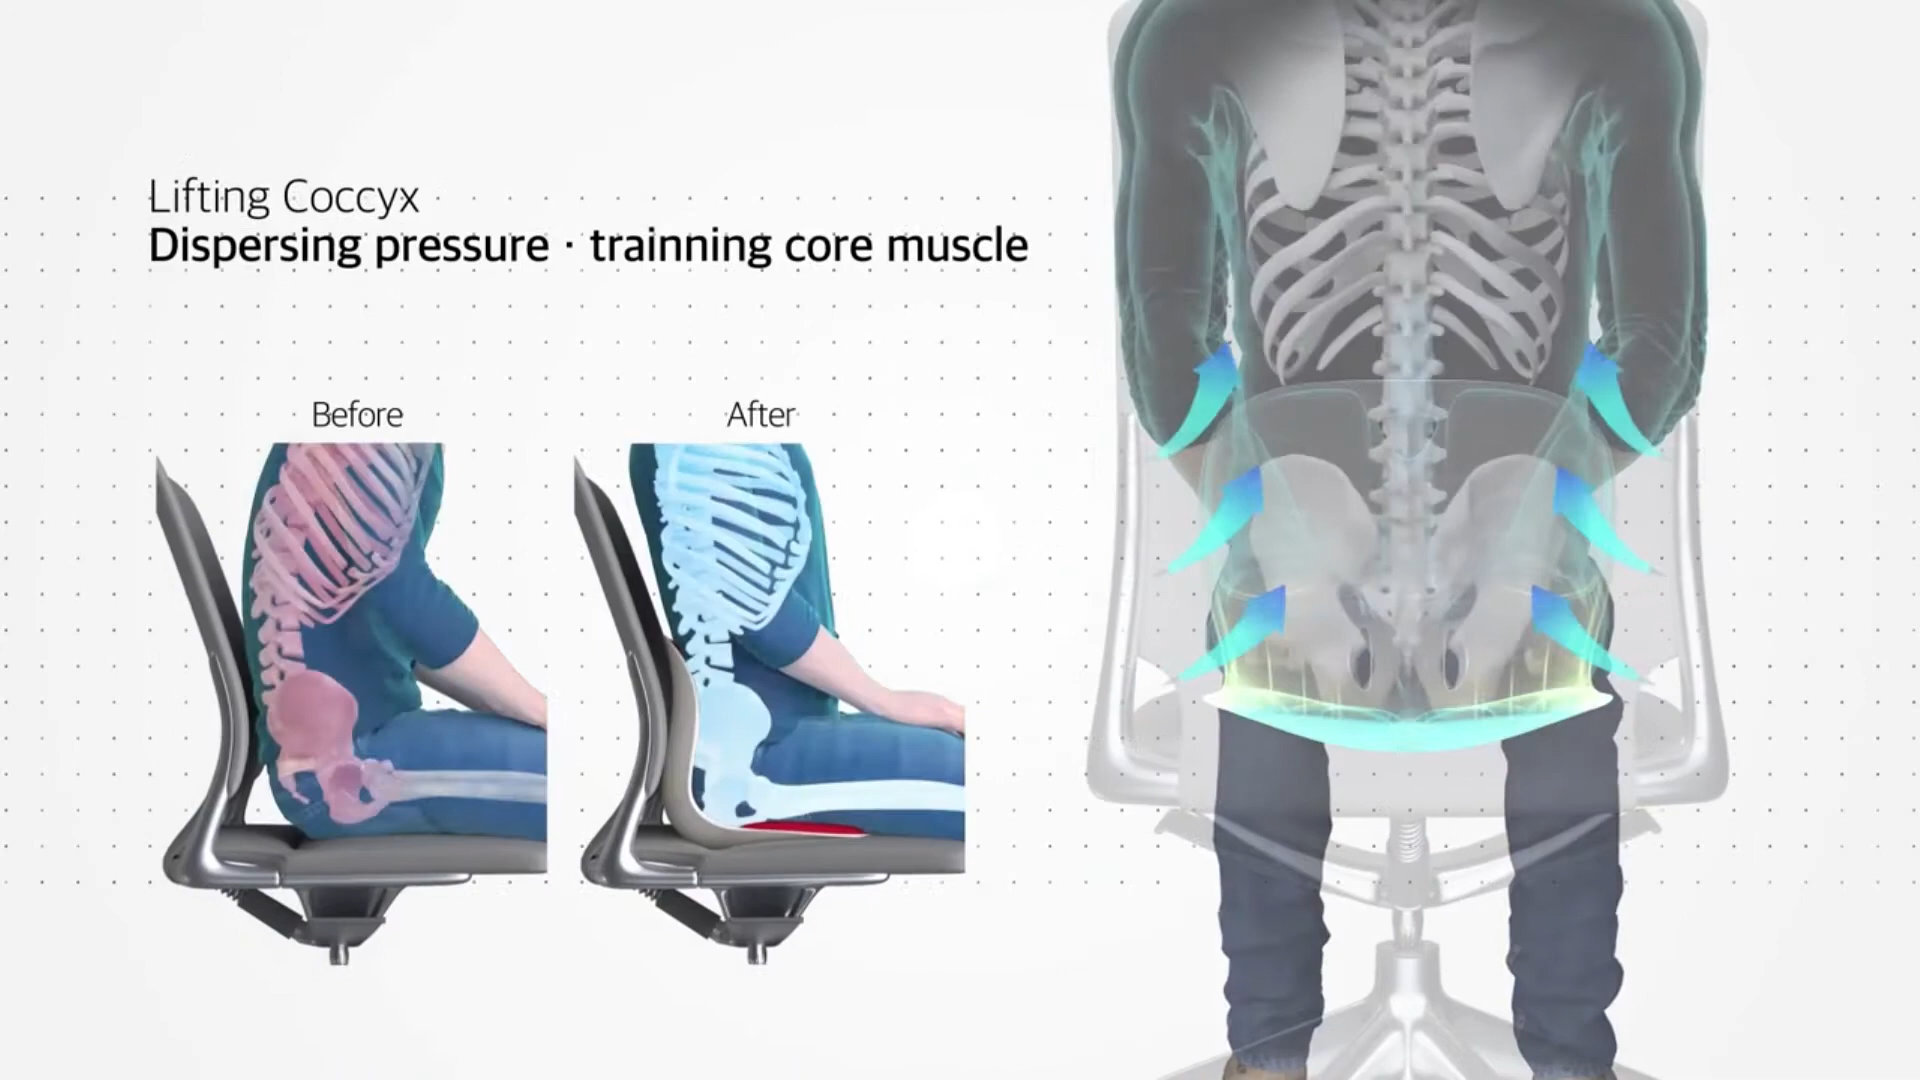 Lifting Coccyx
Dispersing pressure · trainning core muscle
Before
After